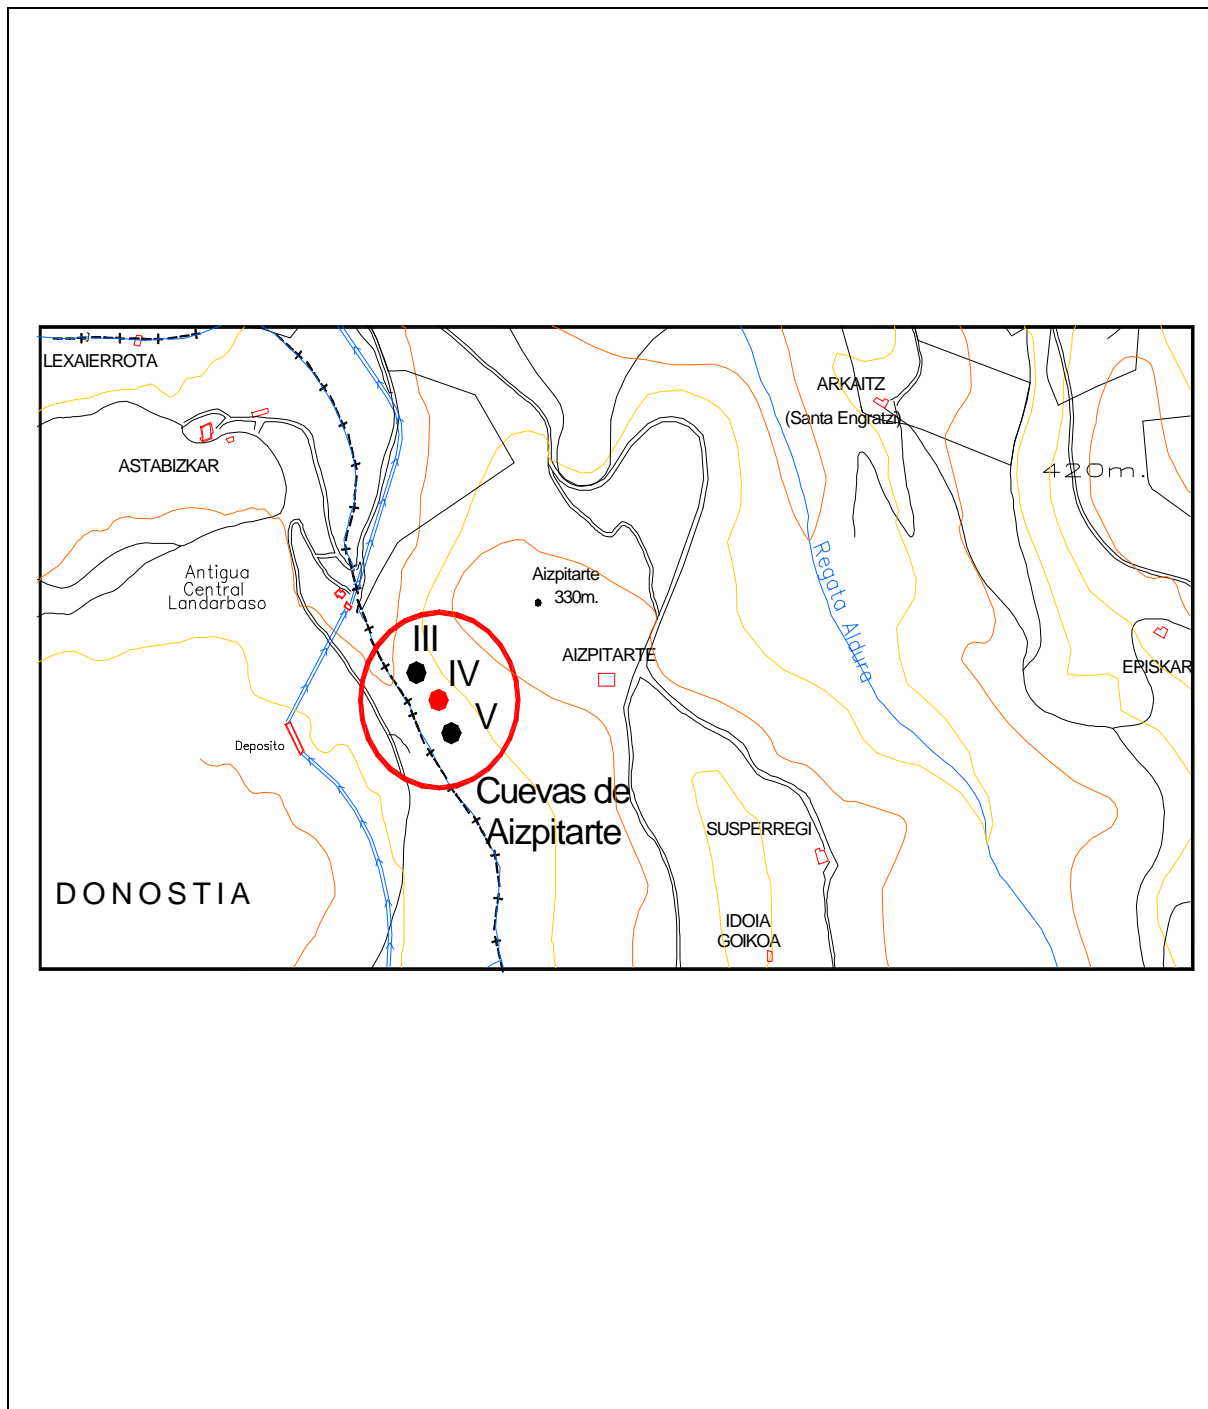 LEXAIERROTA
ARKAITZ
(Santa Engratzi)
ASTABIZKAR
420m.
Antigua
Central
Landarbaso
Aizpitarte
330m.
Regata Aldura
III
IV
V
AIZPITARTE
EPISKAR
Deposito
Cuevas de
Aizpitarte
SUSPERREGI
DONOSTIA
IDOIA
GOIKOA